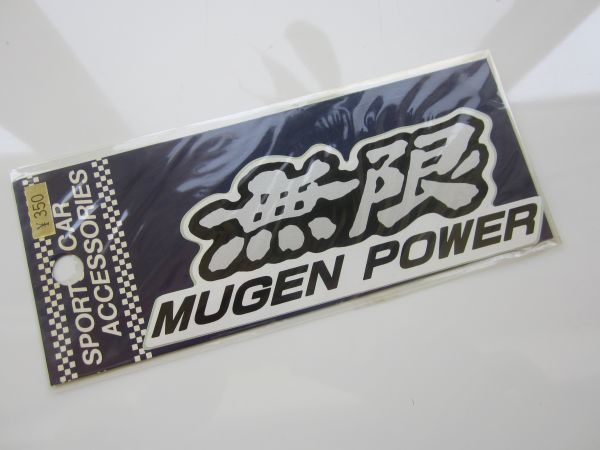 ¥350
SPORT CAR
ACCESSORIES
無限
MUGEN POWER